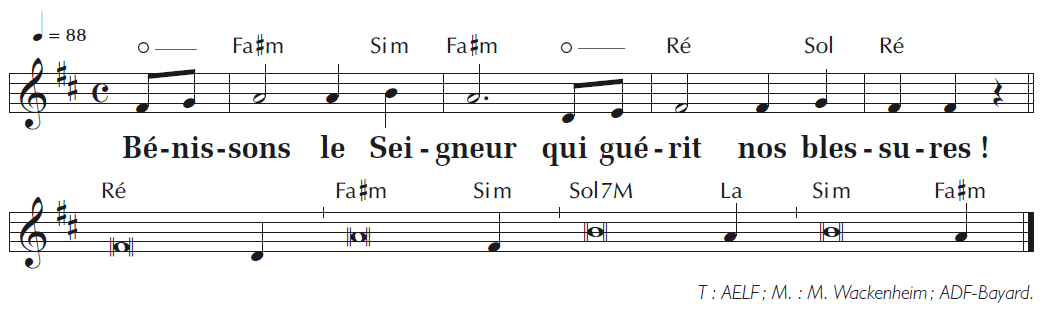 = 88
Fa♯m Sim Fa♯m Ré Sol Ré
Bé-nis-sons le Sei-gneur qui gué-rit nos bles-su-res !
Ré Fa♯m Sim Sol7M La Sim Fa♯m
T : AELF ; M. : M. Wackenheim ; ADF-Bayard.